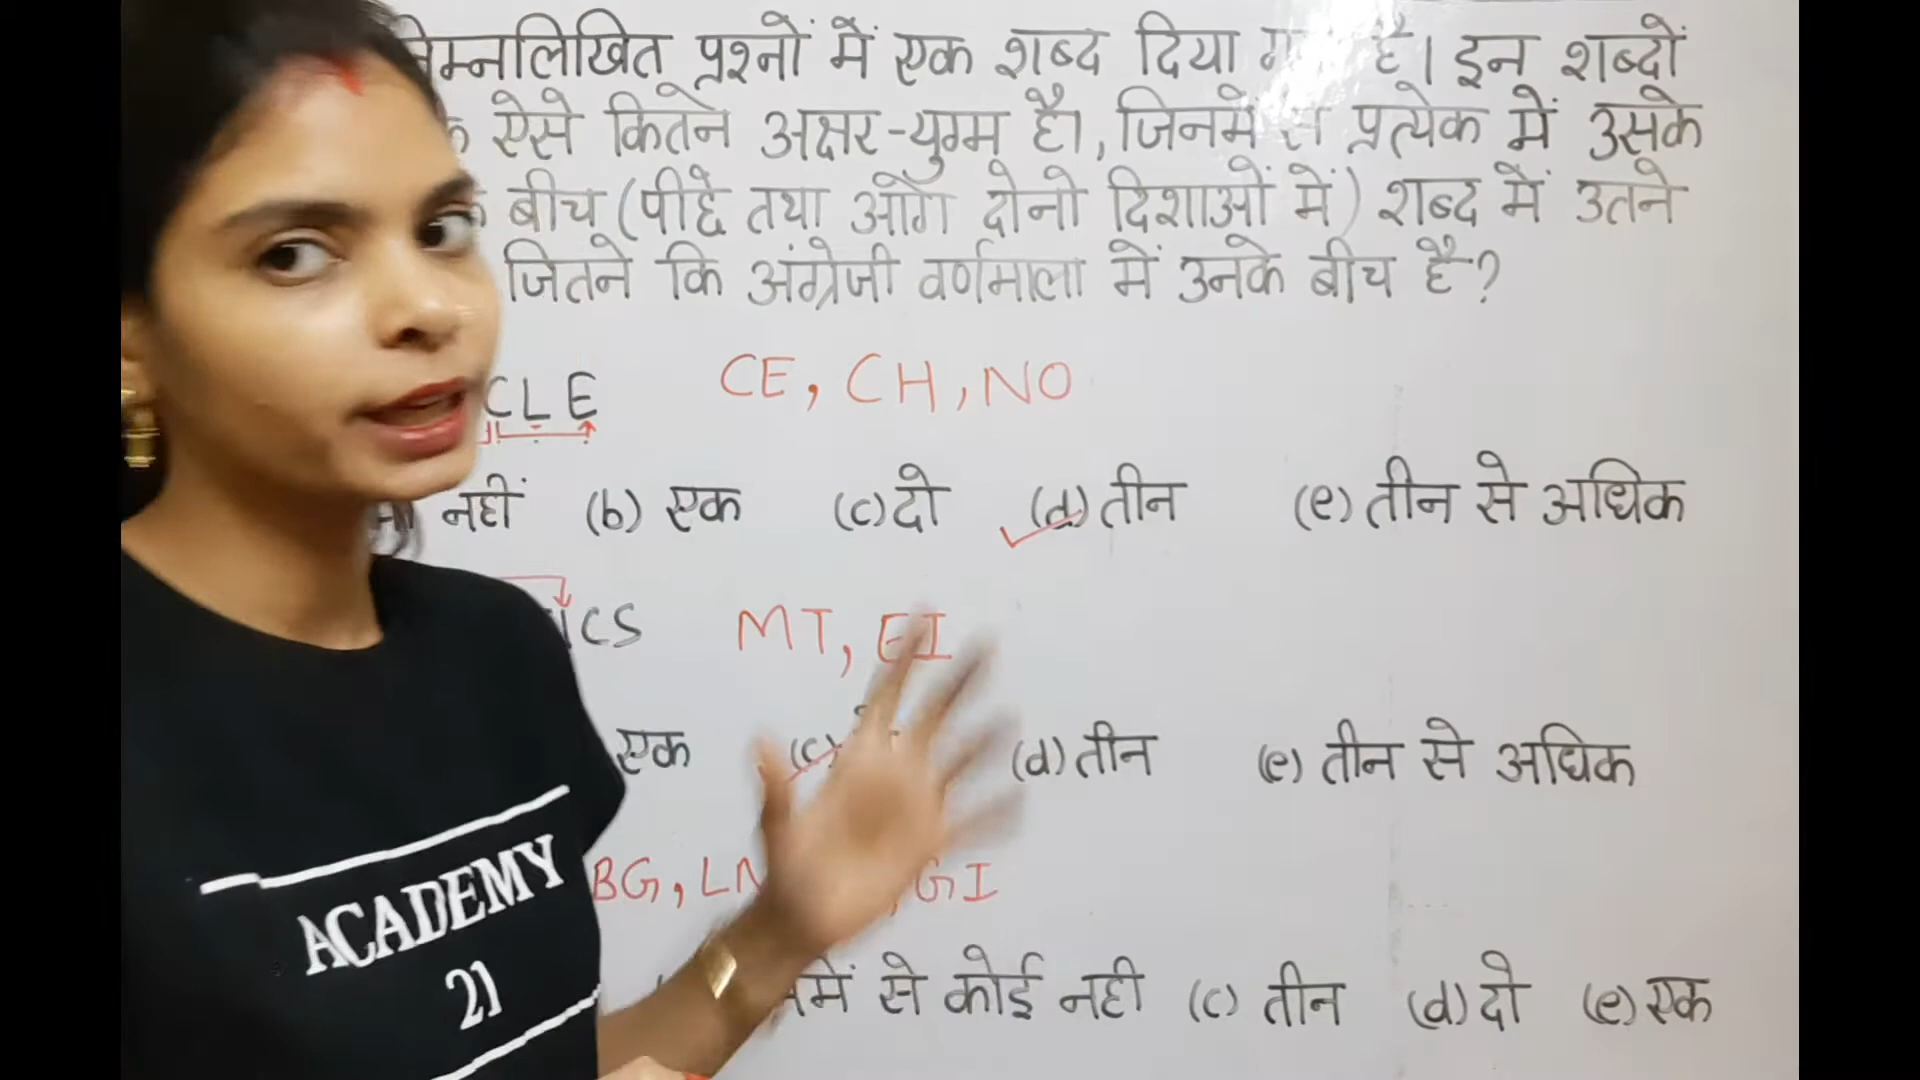 निम्नलिखित प्रश्नों में एक शब्द दिया है। इन शब्दों
ऐसे कितने अक्षर-युग्म है, जिनमें से प्रत्येक में उसके
बीच (पीछे तथा आगे दोनो दिशाओं में) शब्द में उतने
जितने कि अंग्रेजी वर्णमाला में उनके बीच है?
CLE CE, CH, NO
नहीं (b) एक (c) दो (d) तीन (e) तीन से अधिक
ICS MT, EI
एक (c) (d) तीन (e) तीन से अधिक
BG, LN GI
से कोई नही (c) तीन (d) दो (e) एक
ACADEMY
21